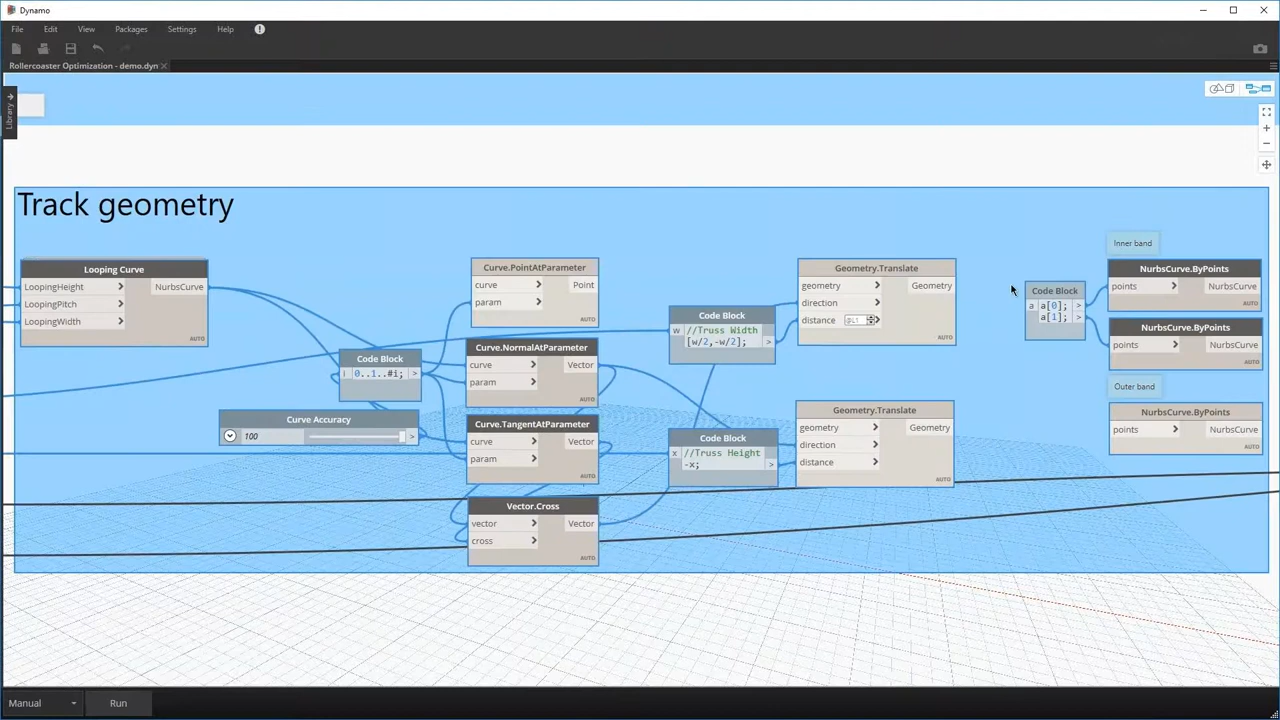 Dynamo
File Edit View Packages Settings Help
Rollercoaster Optimization - demo.dyn
Library
Track geometry
Looping Curve
LoopingHeight > NurbsCurve
LoopingPitch >
LoopingWidth >
AUTO
Code Block
i 0..1..#i; >
Curve Accuracy
100 >
Curve.PointAtParameter
curve > Point
param >
AUTO
Curve.NormalAtParameter
curve > Vector
param >
AUTO
Curve.TangentAtParameter
curve > Vector
param >
AUTO
Vector.Cross
vector > Vector
cross >
AUTO
Code Block
w //Truss Width
[w/2,-w/2]; >
Code Block
x //Truss Height
-x; >
Geometry.Translate
geometry > Geometry
direction >
distance @L1 >
AUTO
Geometry.Translate
geometry > Geometry
direction >
distance >
AUTO
Code Block
a a[0]; >
a[1]; >
Inner band
NurbsCurve.ByPoints
points > NurbsCurve
AUTO
NurbsCurve.ByPoints
points > NurbsCurve
AUTO
Outer band
NurbsCurve.ByPoints
points > NurbsCurve
AUTO
Manual Run